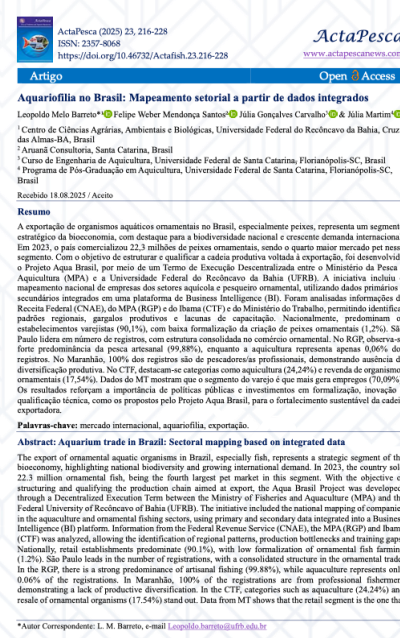 ActaPesca (2025) 23, 216-228
ISSN: 2357-8068
https://doi.org/10.46732/Actafish.23.216-228
ActaPesca
www.actapescanews.com
Artigo
Open Access
Aquariofilia no Brasil: Mapeamento setorial a partir de dados integrados
Leopoldo Melo Barreto*¹ Felipe Weber Mendonça Santos² Júlia Gonçalves Carvalho³ & Júlia Martim⁴
¹ Centro de Ciências Agrárias, Ambientais e Biológicas, Universidade Federal do Recôncavo da Bahia, Cruz
das Almas-BA, Brasil
² Aruanã Consultoria, Santa Catarina, Brasil
³ Curso de Engenharia de Aquicultura, Universidade Federal de Santa Catarina, Florianópolis-SC, Brasil
⁴ Programa de Pós-Graduação em Aquicultura, Universidade Federal de Santa Catarina, Florianópolis-SC,
Brasil
Recebido 18.08.2025 / Aceito
Resumo
A exportação de organismos aquáticos ornamentais no Brasil, especialmente peixes, representa um segment
estratégico da bioeconomia, com destaque para a biodiversidade nacional e crescente demanda internaciona
Em 2023, o país comercializou 22,3 milhões de peixes ornamentais, sendo o quarto maior mercado pet ness
segmento. Com o objetivo de estruturar e qualificar a cadeia produtiva voltada à exportação, foi desenvolvid
o Projeto Aqua Brasil, por meio de um Termo de Execução Descentralizada entre o Ministério da Pesca
Aquicultura (MPA) e a Universidade Federal do Recôncavo da Bahia (UFRB). A iniciativa incluiu
mapeamento nacional de empresas dos setores aquícola e pesqueiro ornamental, utilizando dados primários
secundários integrados em uma plataforma de Business Intelligence (BI). Foram analisadas informações d
Receita Federal (CNAE), do MPA (RGP) e do Ibama (CTF) e do Ministério do Trabalho, permitindo identific
padrões regionais, gargalos produtivos e lacunas de capacitação. Nacionalmente, predominam o
estabelecimentos varejistas (90,1%), com baixa formalização da criação de peixes ornamentais (1,2%). Sã
Paulo lidera em número de registros, com estrutura consolidada no comércio ornamental. No RGP, observa-s
forte predominância da pesca artesanal (99,88%), enquanto a aquicultura representa apenas 0,06% do
registros. No Maranhão, 100% dos registros são de pescadores/as profissionais, demonstrando ausência d
diversificação produtiva. No CTF, destacam-se categorias como aquicultura (24,24%) e revenda de organismo
ornamentais (17,54%). Dados do MT mostram que o segmento do varejo é que mais gera empregos (70,09%)
Os resultados reforçam a importância de políticas públicas e investimentos em formalização, inovação
qualificação técnica, como os propostos pelo Projeto Aqua Brasil, para o fortalecimento sustentável da cadei
exportadora.
Palavras-chave: mercado internacional, aquariofilia, exportação.
Abstract: Aquarium trade in Brazil: Sectoral mapping based on integrated data
The export of ornamental aquatic organisms in Brazil, especially fish, represents a strategic segment of th
bioeconomy, highlighting national biodiversity and growing international demand. In 2023, the country sol
22.3 million ornamental fish, being the fourth largest pet market in this segment. With the objective o
structuring and qualifying the production chain aimed at export, the Aqua Brasil Project was develope
through a Decentralized Execution Term between the Ministry of Fisheries and Aquaculture (MPA) and th
Federal University of Recôncavo da Bahia (UFRB). The initiative included the national mapping of companie
in the aquaculture and ornamental fishing sectors, using primary and secondary data integrated into a Busines
Intelligence (BI) platform. Information from the Federal Revenue Service (CNAE), the MPA (RGP) and Ibam
(CTF) was analyzed, allowing the identification of regional patterns, production bottlenecks and training gaps
Nationally, retail establishments predominate (90.1%), with low formalization of ornamental fish farmin
(1.2%). São Paulo leads in the number of registrations, with a consolidated structure in the ornamental trade
In the RGP, there is a strong predominance of artisanal fishing (99.88%), while aquaculture represents onl
0.06% of the registrations. In Maranhão, 100% of the registrations are from professional fishermen
demonstrating a lack of productive diversification. In the CTF, categories such as aquaculture (24.24%) an
resale of ornamental organisms (17.54%) stand out. Data from MT shows that the retail segment is the one tha
*Autor Correspondente: L. M. Barreto, e-mail Leopoldo.barreto@ufrb.edu.br